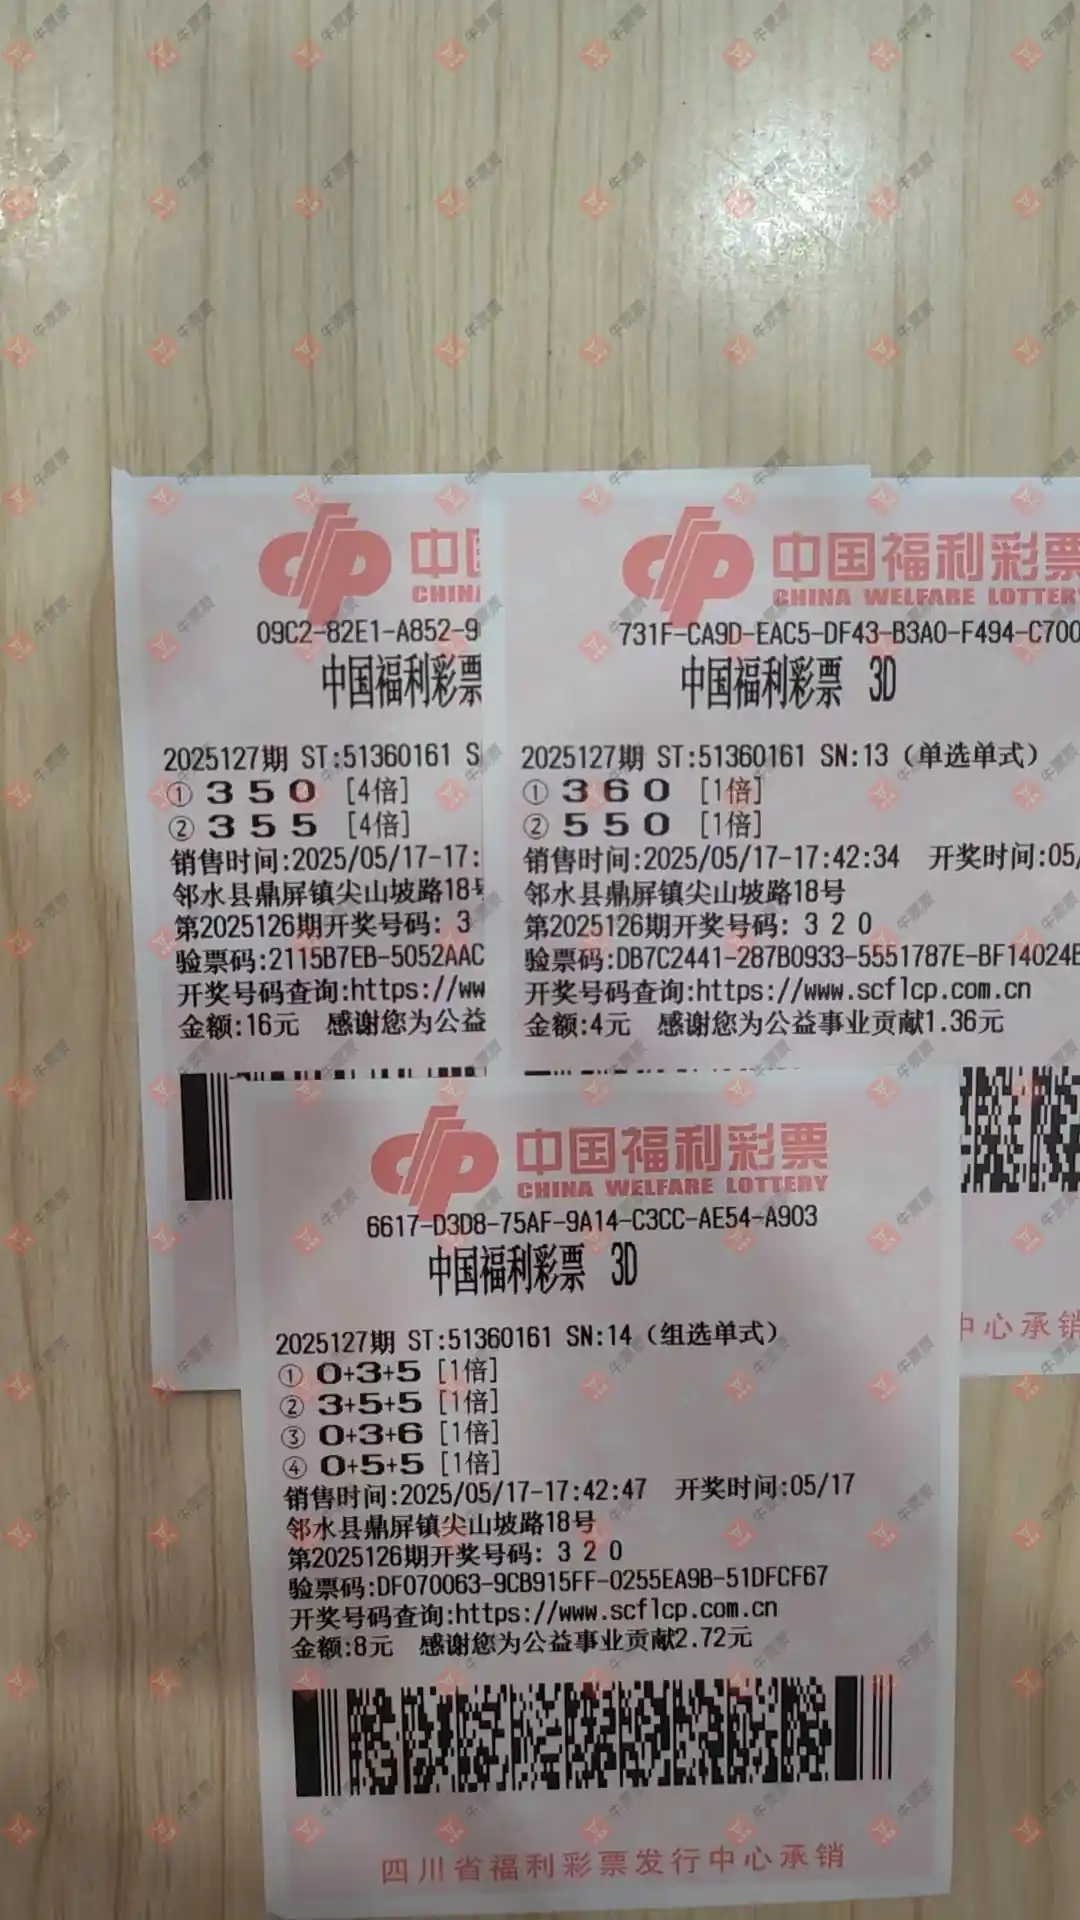 中国
CHINA
09C2-82E1-A852-9
中国福利彩票
2025127期 ST:51360161 S
① 3 5 0 [4倍]
② 3 5 5 [4倍]
销售时间:2025/05/17-17:
邻水县鼎屏镇尖山坡路18号
第2025126期开奖号码: 3
验票码:2115B7EB-5052AAC
开奖号码查询:https://ww
金额:16元 感谢您为公益
中国福利彩票
CHINA WELFARE LOTTERY
731F-CA9D-EAC5-DF43-B3A0-F494-C700
中国福利彩票 3D
2025127期 ST:51360161 SN:13 (单选单式)
① 3 6 0 [1倍]
② 5 5 0 [1倍]
销售时间:2025/05/17-17:42:34 开奖时间:05/
邻水县鼎屏镇尖山坡路18号
第2025126期开奖号码: 3 2 0
验票码:DB7C2441-287B0933-5551787E-BF14024B
开奖号码查询:https://www.scflcp.com.cn
金额:4元 感谢您为公益事业贡献1.36元
中心承销
中国福利彩票
CHINA WELFARE LOTTERY
6617-D3D8-75AF-9A14-C3CC-AE54-A903
中国福利彩票 3D
2025127期 ST:51360161 SN:14 (组选单式)
① 0+3+5 [1倍]
② 3+5+5 [1倍]
③ 0+3+6 [1倍]
④ 0+5+5 [1倍]
销售时间:2025/05/17-17:42:47 开奖时间:05/17
邻水县鼎屏镇尖山坡路18号
第2025126期开奖号码: 3 2 0
验票码:DF070063-9CB915FF-0255EA9B-51DFCF67
开奖号码查询:https://www.scflcp.com.cn
金额:8元 感谢您为公益事业贡献2.72元
四川省福利彩票发行中心承销